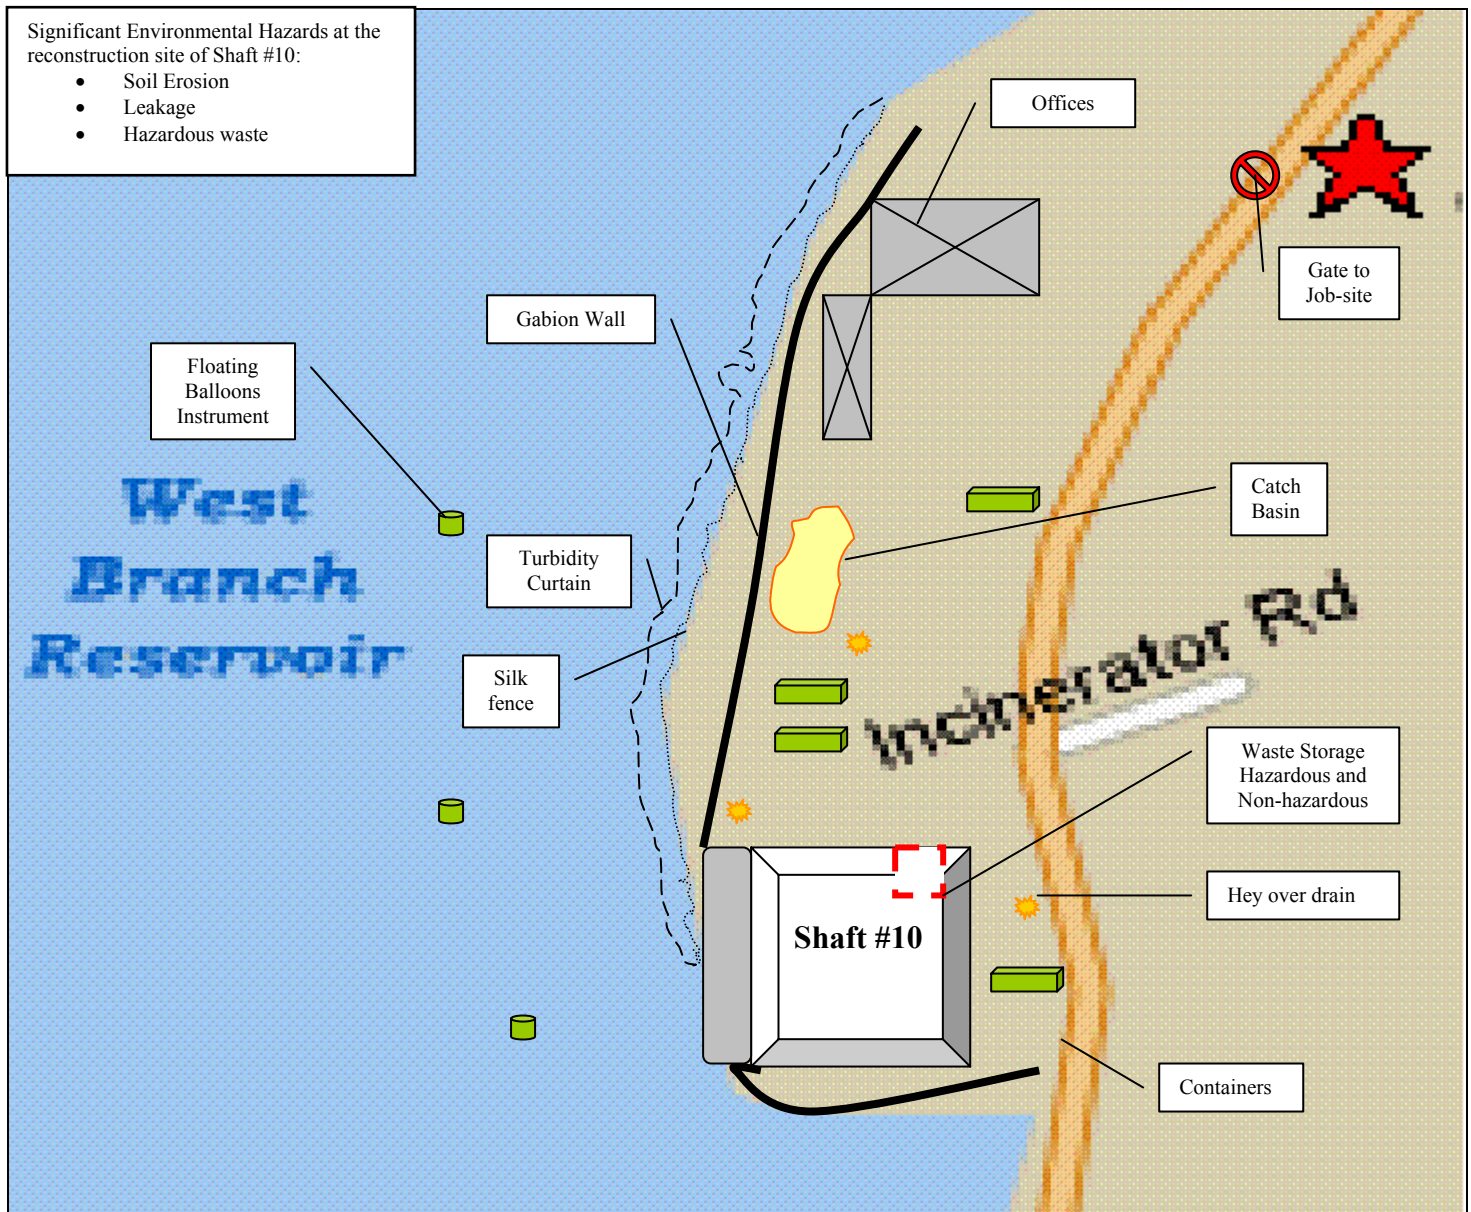 Significant Environmental Hazards at the
reconstruction site of Shaft #10:
• Soil Erosion
• Leakage
• Hazardous waste
Offices
Gate to
Job-site
Gabion Wall
Floating
Balloons
Instrument
West
Branch
Reservoir
Catch
Basin
Turbidity
Curtain
Incinerator Rd
Silk
fence
Waste Storage
Hazardous and
Non-hazardous
Hey over drain
Shaft #10
Containers